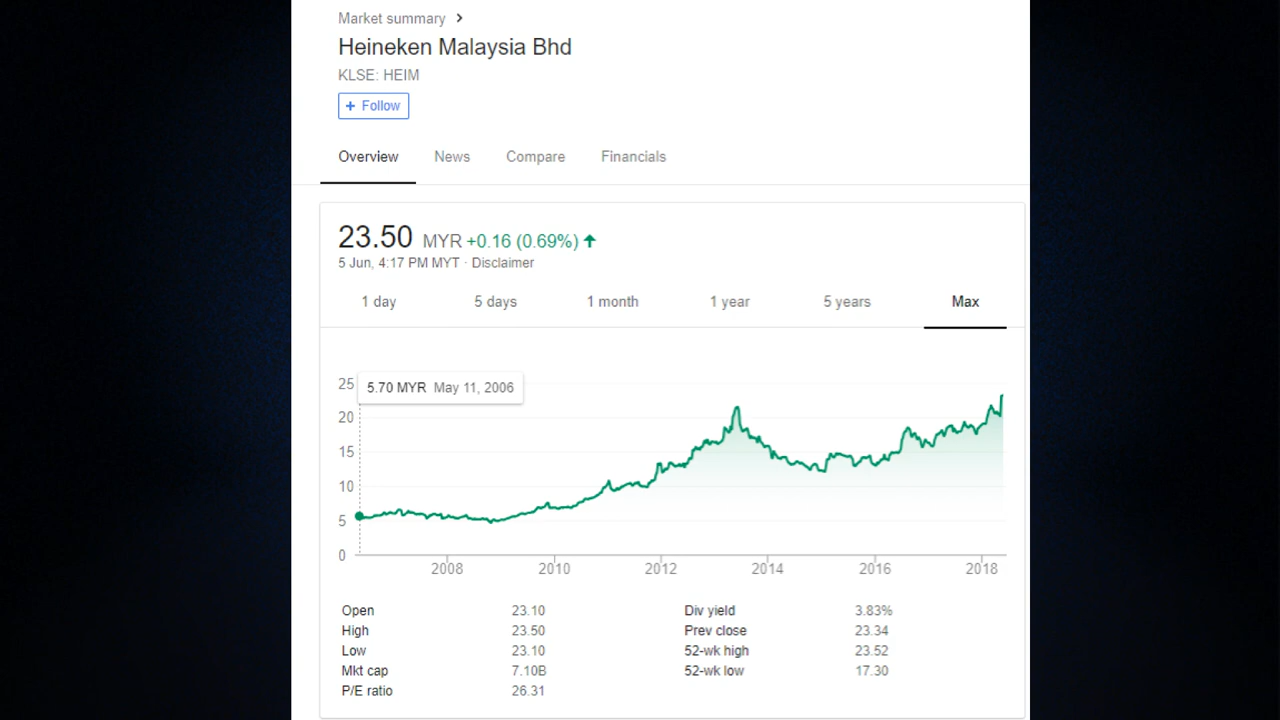 Market summary >
Heineken Malaysia Bhd
KLSE: HEIM
+ Follow
Overview News Compare Financials
23.50 MYR +0.16 (0.69%)
5 Jun, 4:17 PM MYT · Disclaimer
1 day 5 days 1 month 1 year 5 years Max
25
5.70 MYR May 11, 2006
20
15
10
5
0
2008 2010 2012 2014 2016 2018
Open 23.10 Div yield 3.83%
High 23.50 Prev close 23.34
Low 23.10 52-wk high 23.52
Mkt cap 7.10B 52-wk low 17.30
P/E ratio 26.31